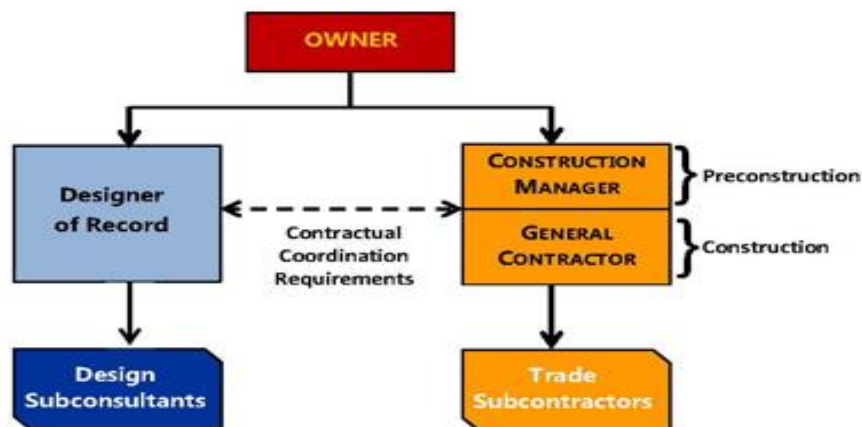 OWNER
Designer
of Record
Contractual
Coordination
Requirements
CONSTRUCTION
MANAGER
GENERAL
CONTRACTOR
Preconstruction
Construction
Design
Subconsultants
Trade
Subcontractors